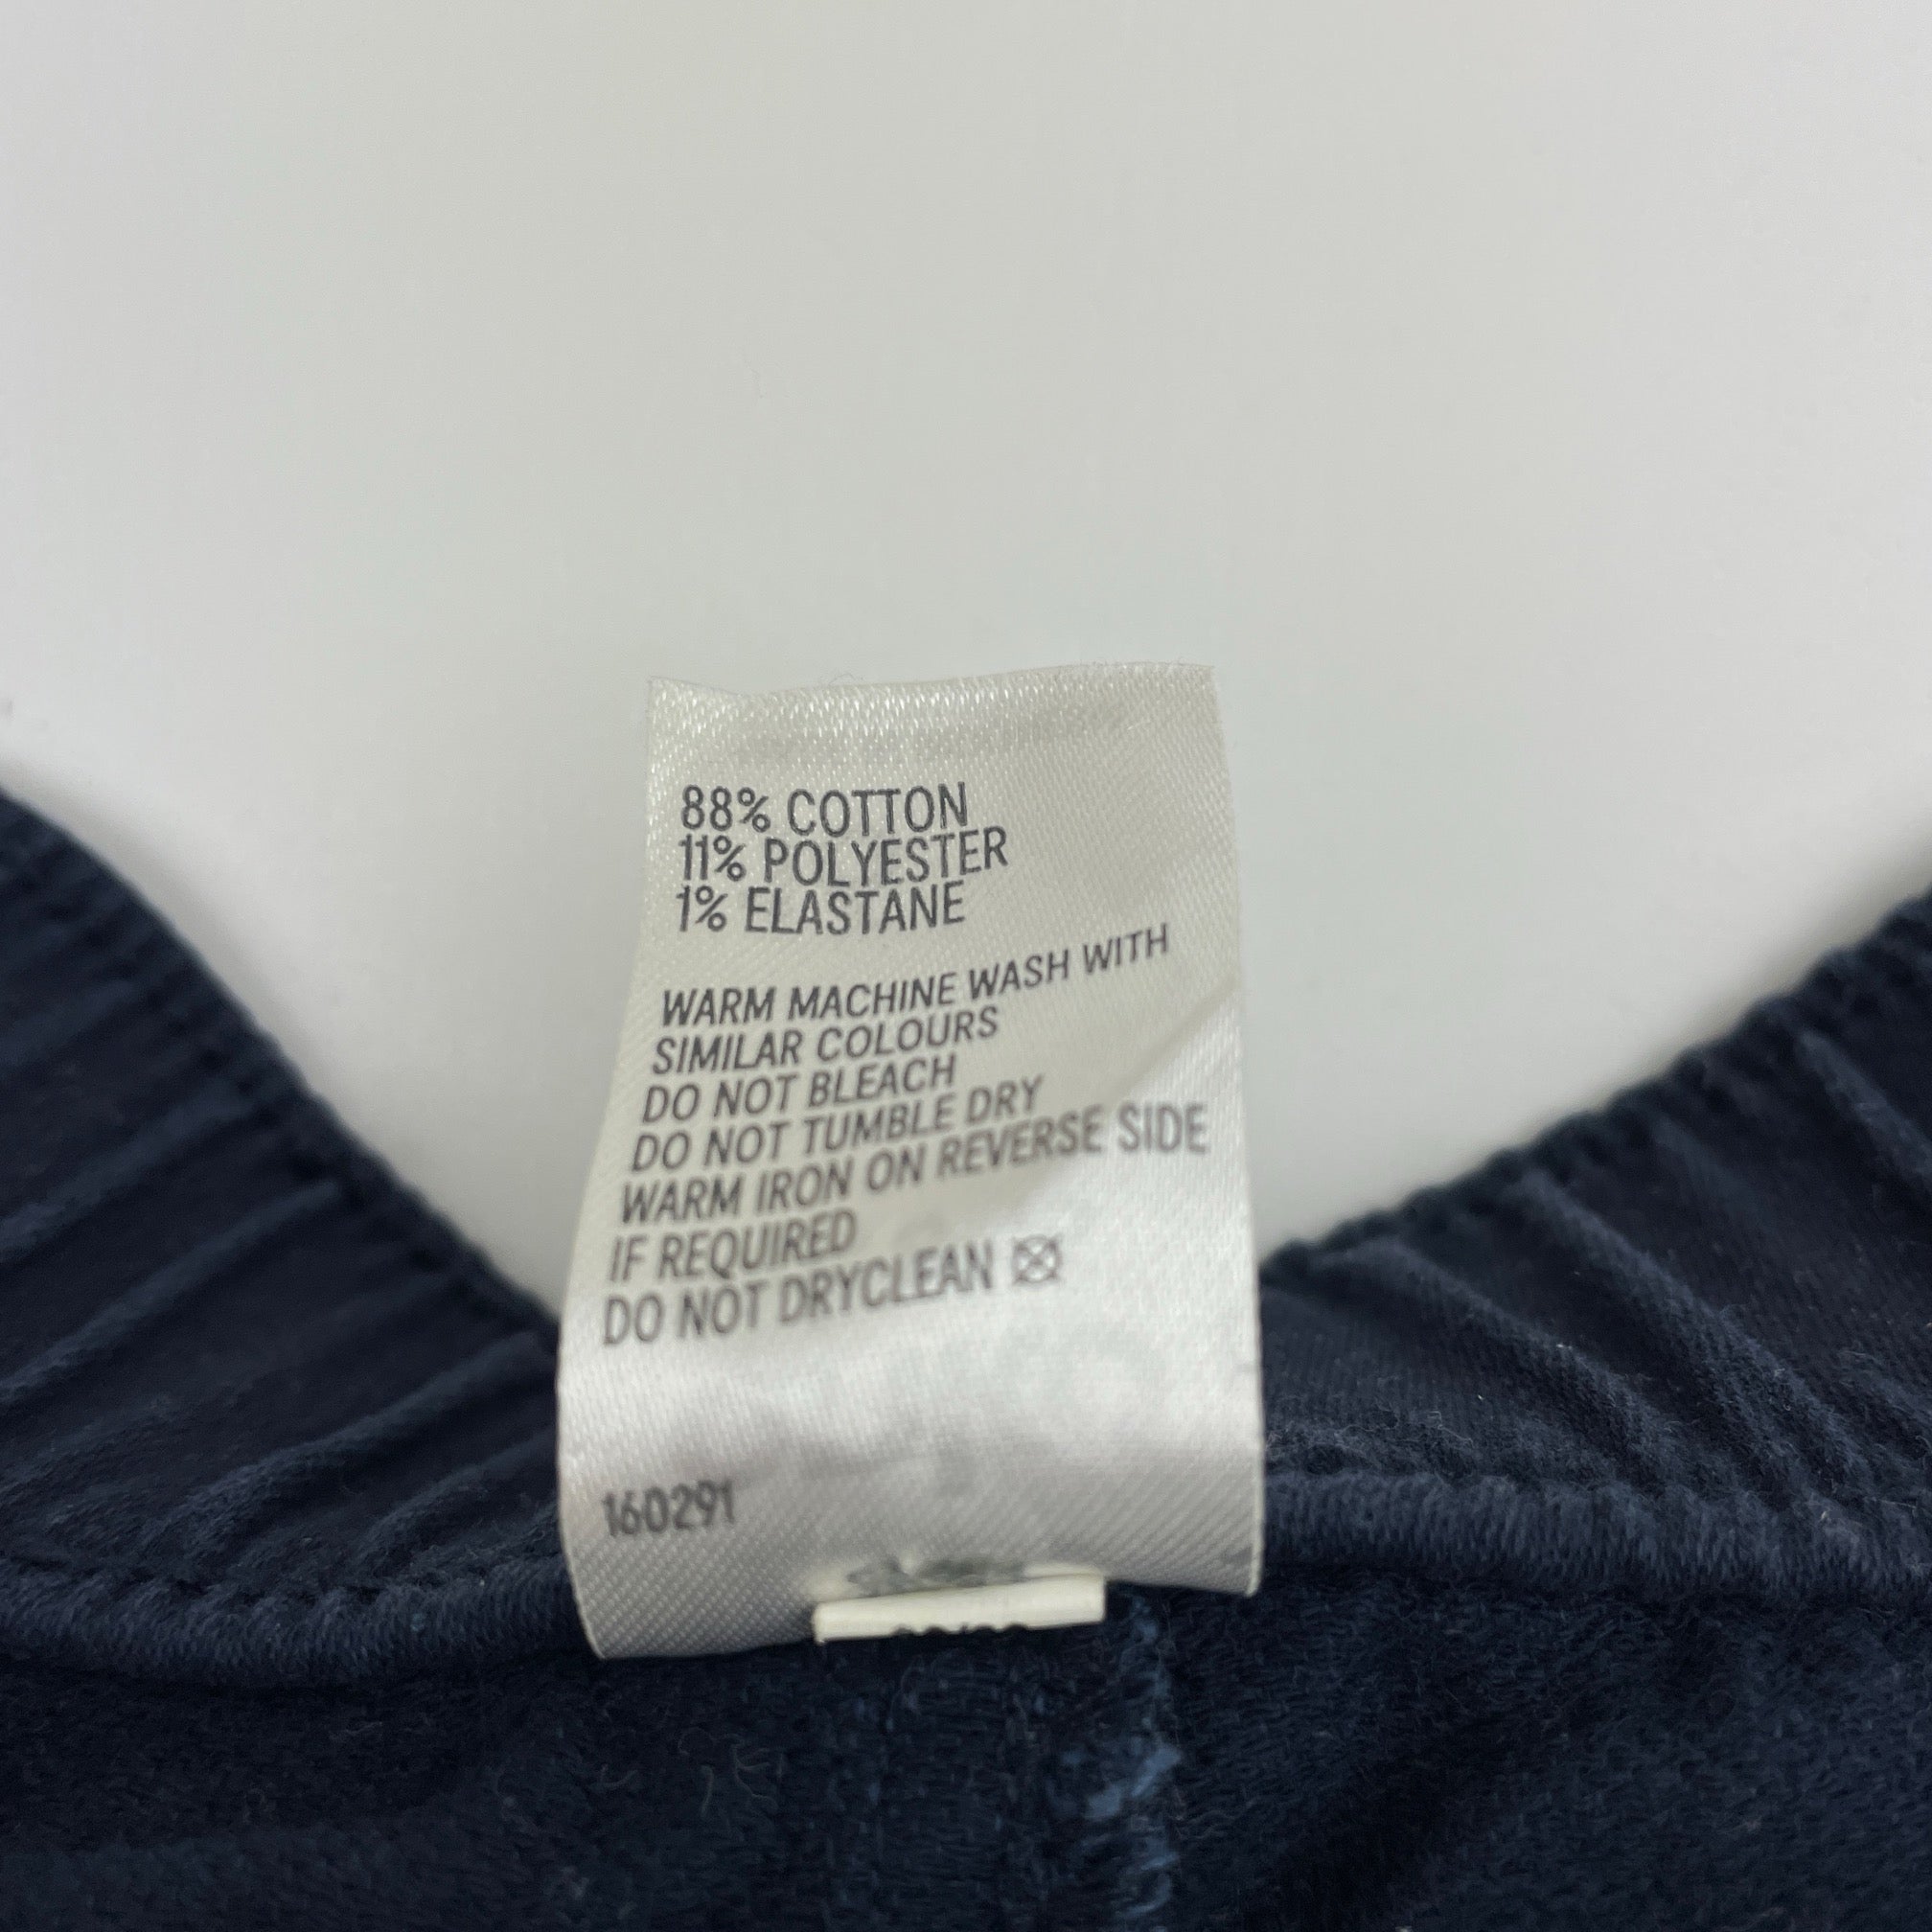 88% COTTON
11% POLYESTER
1% ELASTANE
WARM MACHINE WASH WITH
SIMILAR COLOURS
DO NOT BLEACH
DO NOT TUMBLE DRY
WARM IRON ON REVERSE SIDE
IF REQUIRED
DO NOT DRYCLEAN
160291